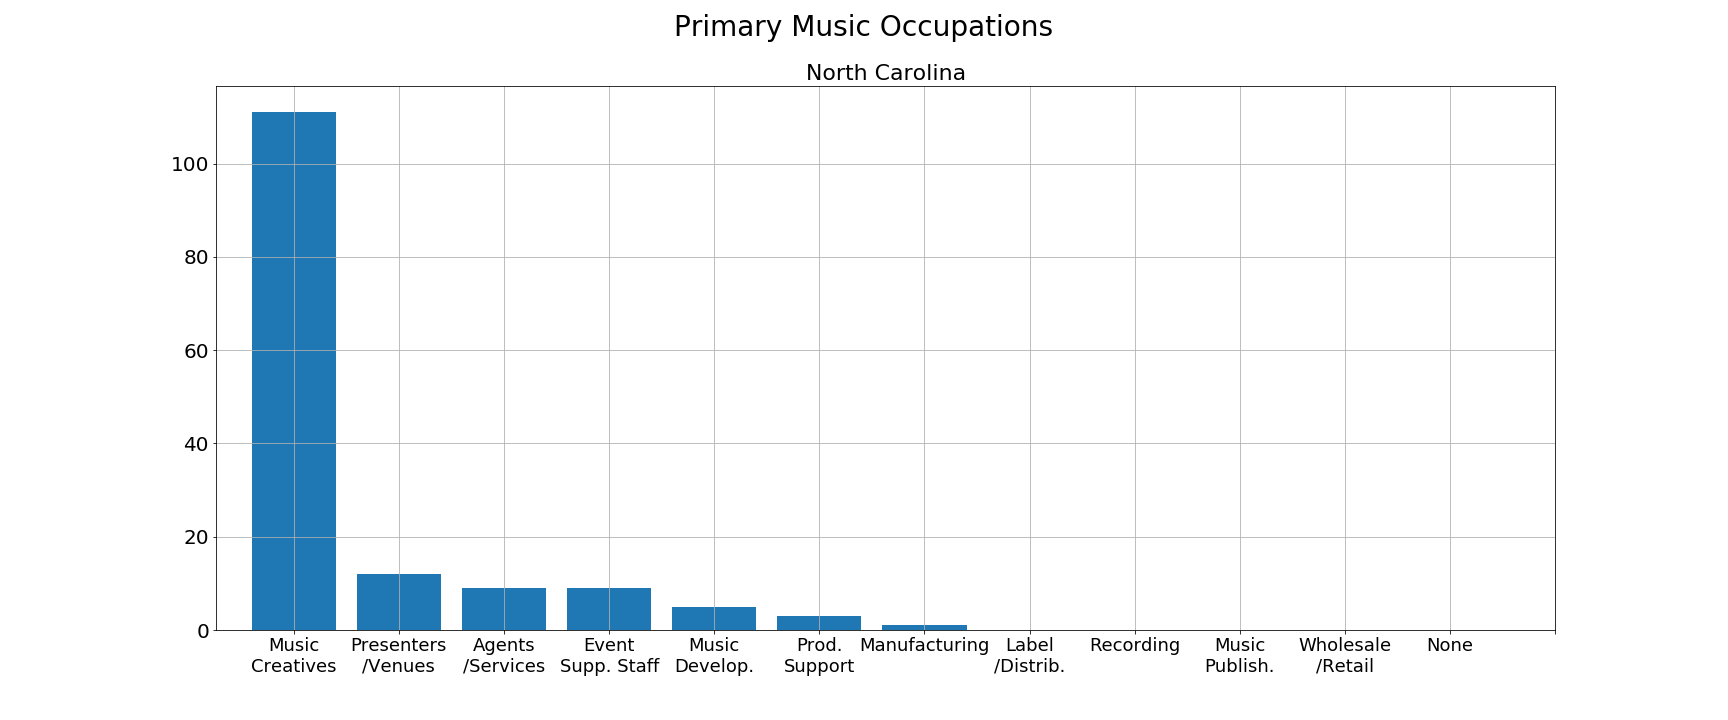 Primary Music Occupations
North Carolina
100
80
60
40
20
0
Music Creatives
Presenters /Venues
Agents /Services
Event Supp. Staff
Music Develop.
Prod. Support
Manufacturing
Label /Distrib.
Recording
Music Publish.
Wholesale /Retail
None